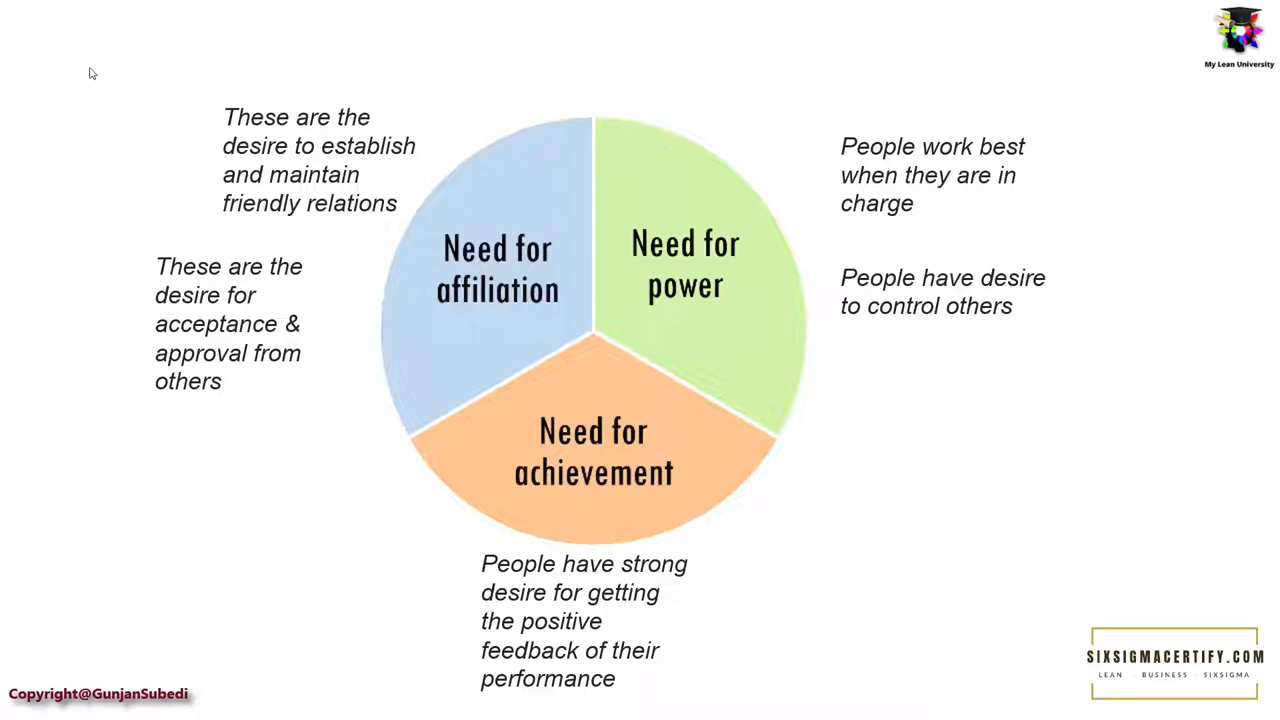 My Lean University
These are the
desire to establish
and maintain
friendly relations
These are the
desire for
acceptance &
approval from
others
Need for
affiliation
Need for
power
Need for
achievement
People work best
when they are in
charge
People have desire
to control others
People have strong
desire for getting
the positive
feedback of their
performance
Copyright@GunjanSubedi
SIXSIGMACERTIFY.COM
LEAN · BUSINESS · SIXSIGMA